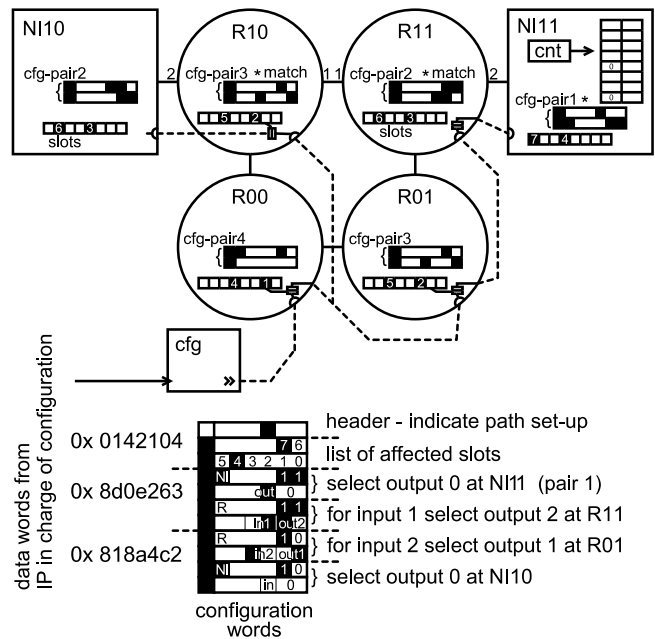 NI10
R10
R11
NI11
cnt
0
0
cfg-pair2
2
cfg-pair3 * match
1 1
cfg-pair2 * match
2
cfg-pair1 *
{
{
{
{
6 3
slots
5 2
6 3
slots
7 4
R00
R01
cfg-pair4
cfg-pair3
{
{
4 1
5 2
cfg
»
data words from
IP in charge of configuration
header - indicate path set-up
0x 0142104
7 6
list of affected slots
5 4 3 2 1 0
0x 8d0e263
NI 1 1
out 0
} select output 0 at NI11 (pair 1)
R 1 1
in1 out2
} for input 1 select output 2 at R11
0x 818a4c2
R 1 0
in2 out1
} for input 2 select output 1 at R01
NI 1 0
in 0
} select output 0 at NI10
configuration
words